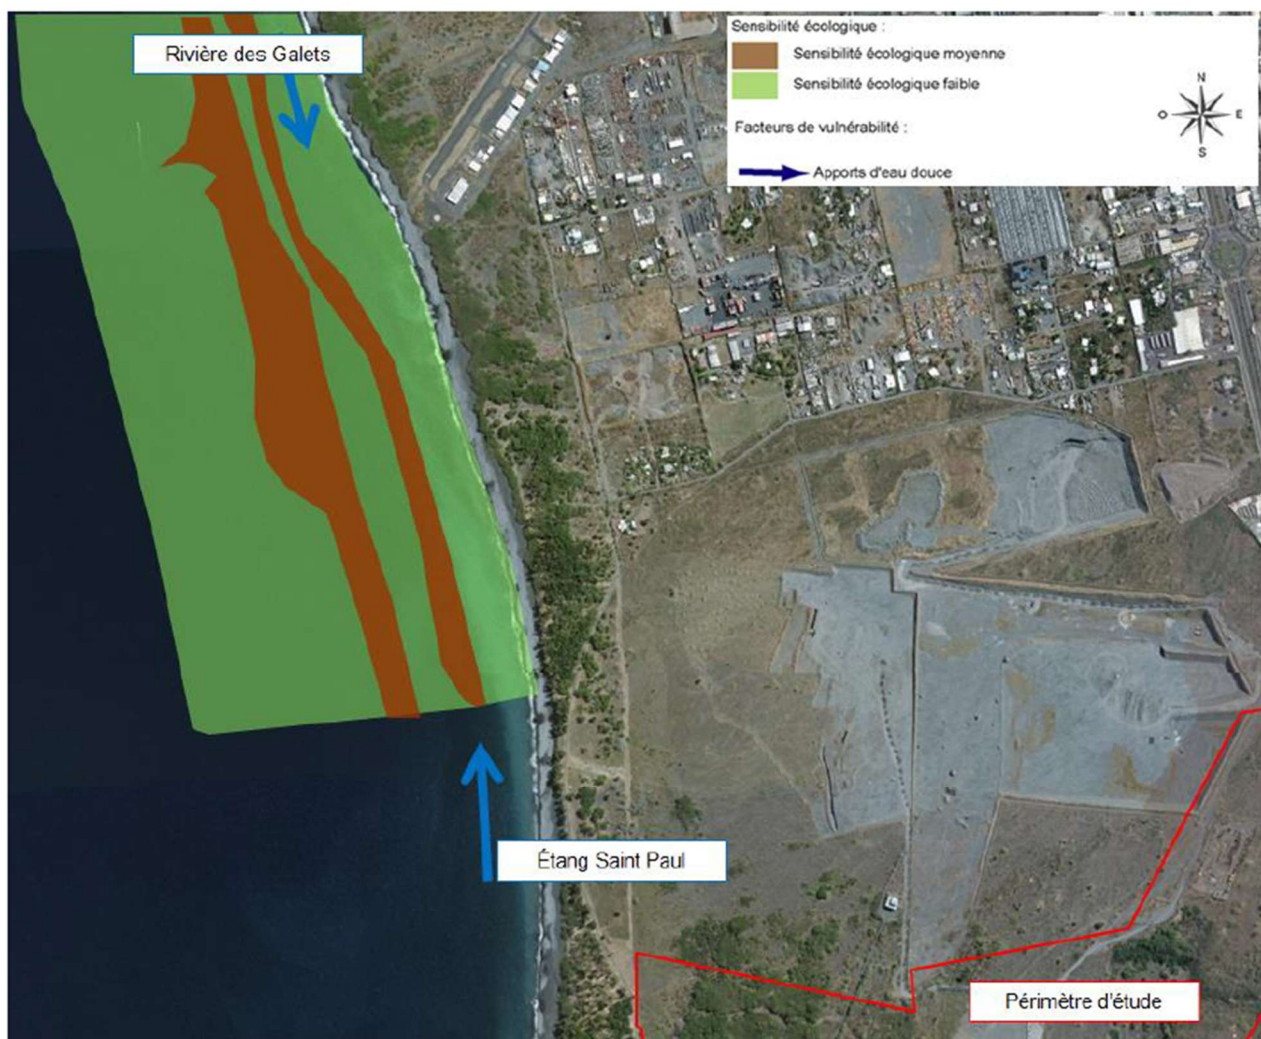 Rivière des Galets
Sensibilité écologique :
Sensibilité écologique moyenne
Sensibilité écologique faible
Facteurs de vulnérabilité :
Apports d'eau douce
N
O
E
S
Étang Saint Paul
Périmètre d'étude